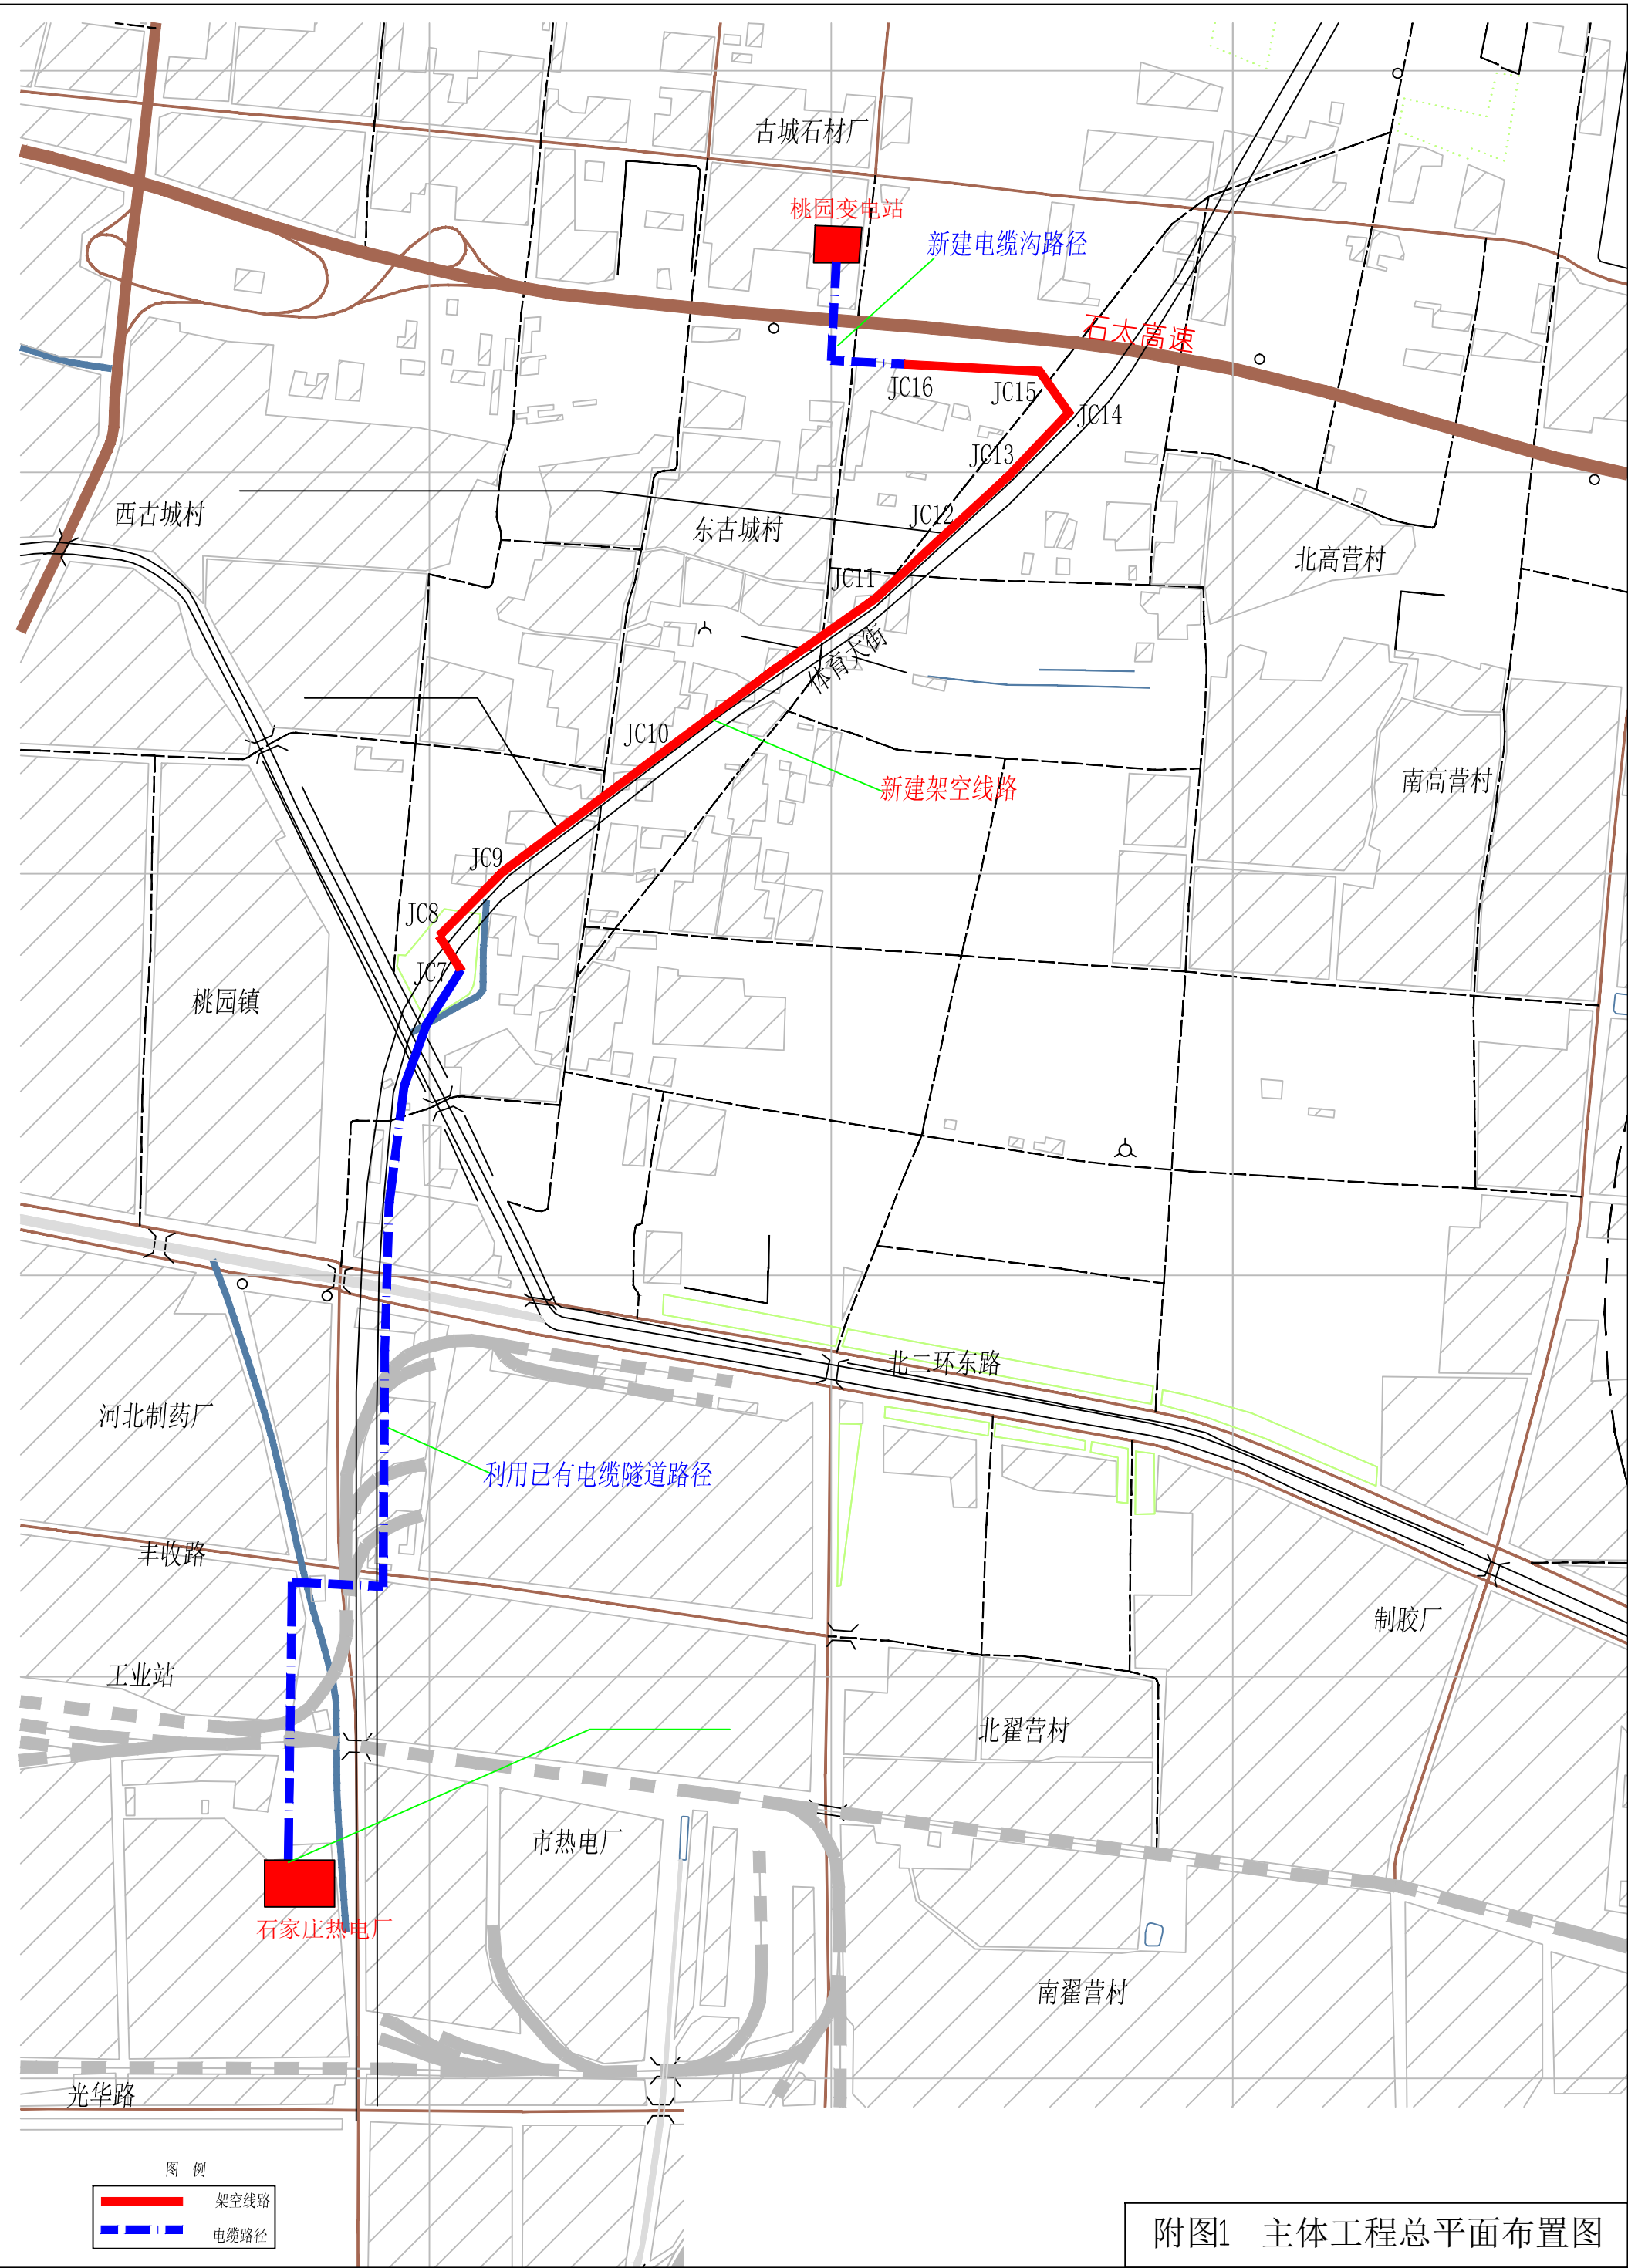 古城石材厂
桃园变电站
新建电缆沟路径
石太高速
JC16
JC15
JC14
JC13
西古城村
东古城村
JC12
北高营村
JC11
体育大街
JC10
南高营村
新建架空线路
JC9
JC8
JC7
桃园镇
北二环东路
河北制药厂
利用已有电缆隧道路径
丰收路
制胶厂
工业站
北翟营村
市热电厂
石家庄热电厂
南翟营村
光华路
图 例
架空线路
电缆路径
附图1 主体工程总平面布置图